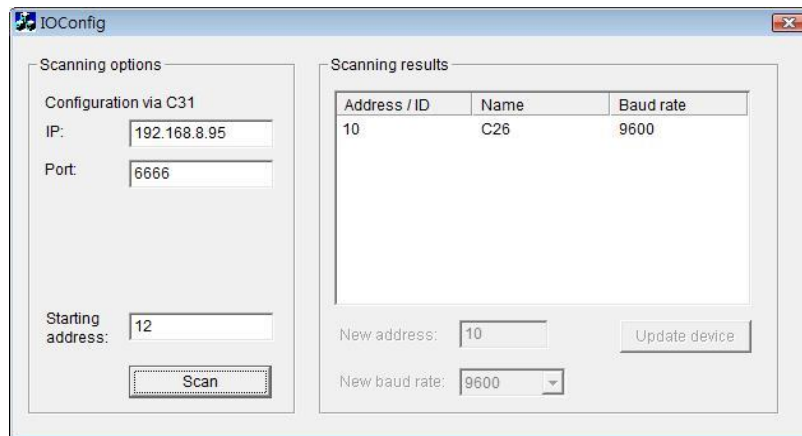 IOConfig
Scanning options
Configuration via C31
IP: 192.168.8.95
Port: 6666
Starting address: 12
Scan
Scanning results
Address / ID Name Baud rate
10 C26 9600
New address: 10 Update device
New baud rate: 9600